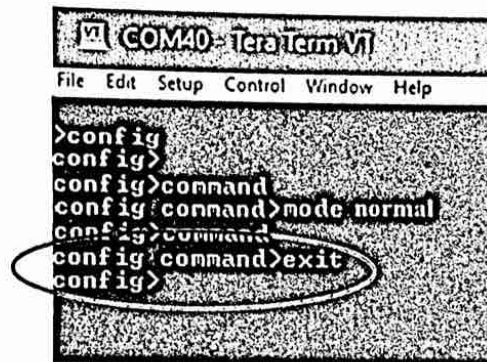 VT COM40 - Tera Term VT
File Edit Setup Control Window Help
>config
config>
config>command
config command>mode normal
config>command
config command>exit
config>